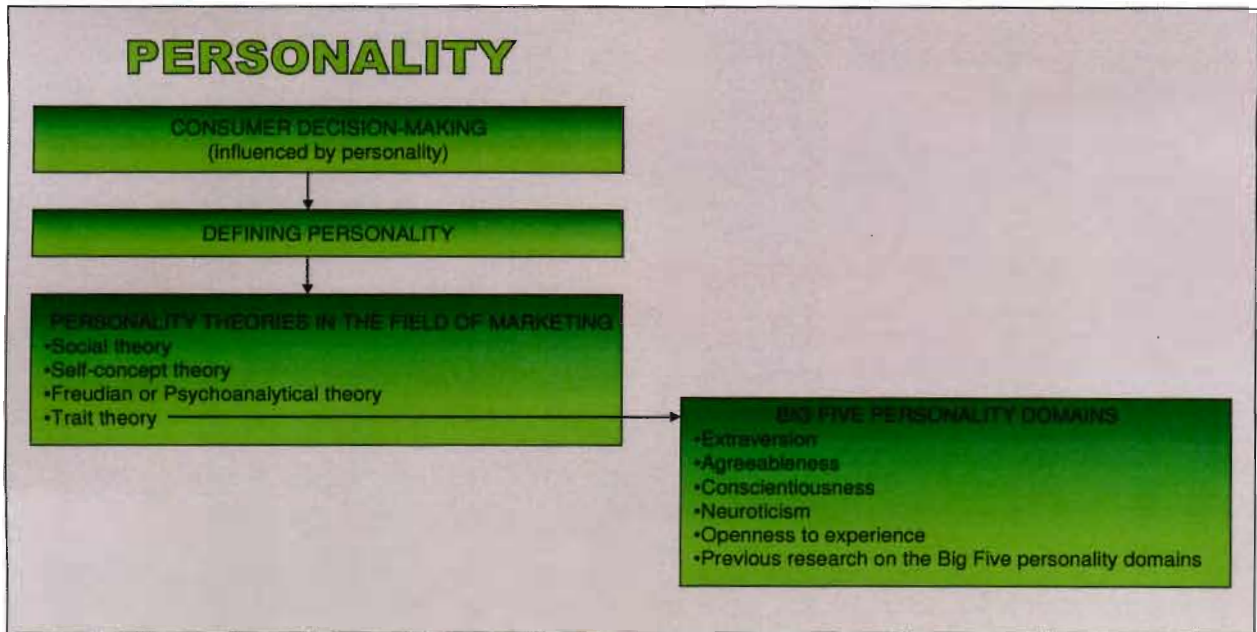 PERSONALITY
CONSUMER DECISION-MAKING
(influenced by personality)
DEFINING PERSONALITY
PERSONALITY THEORIES IN THE FIELD OF MARKETING
•Social theory
•Self-concept theory
•Freudian or Psychoanalytical theory
•Trait theory
BIG FIVE PERSONALITY DOMAINS
•Extraversion
•Agreeableness
•Conscientiousness
•Neuroticism
•Openness to experience
•Previous research on the Big Five personality domains